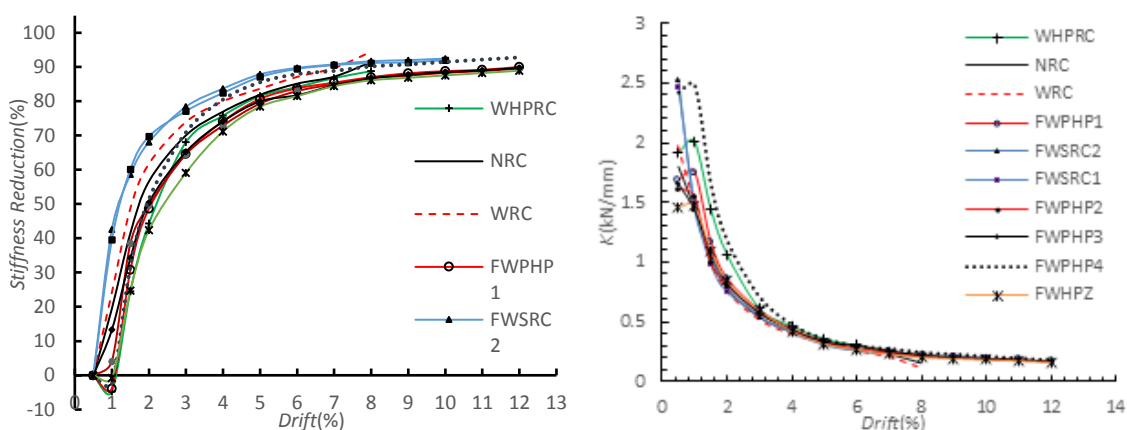 100
90
80
70
60
50
40
30
20
10
0
-10
Stiffness Reduction(%)
0 1 2 3 4 5 6 7 8 9 10 11 12 13
Drift(%)
WHPRC
NRC
WRC
FWPHP
1
FWSRC
2
3
2.5
2
1.5
1
0.5
0
K(kN/mm)
0 2 4 6 8 10 12 14
Drift(%)
WHPRC
NRC
WRC
FWPHP1
FWSRC2
FWSRC1
FWPHP2
FWPHP3
FWPHP4
FWHPZ